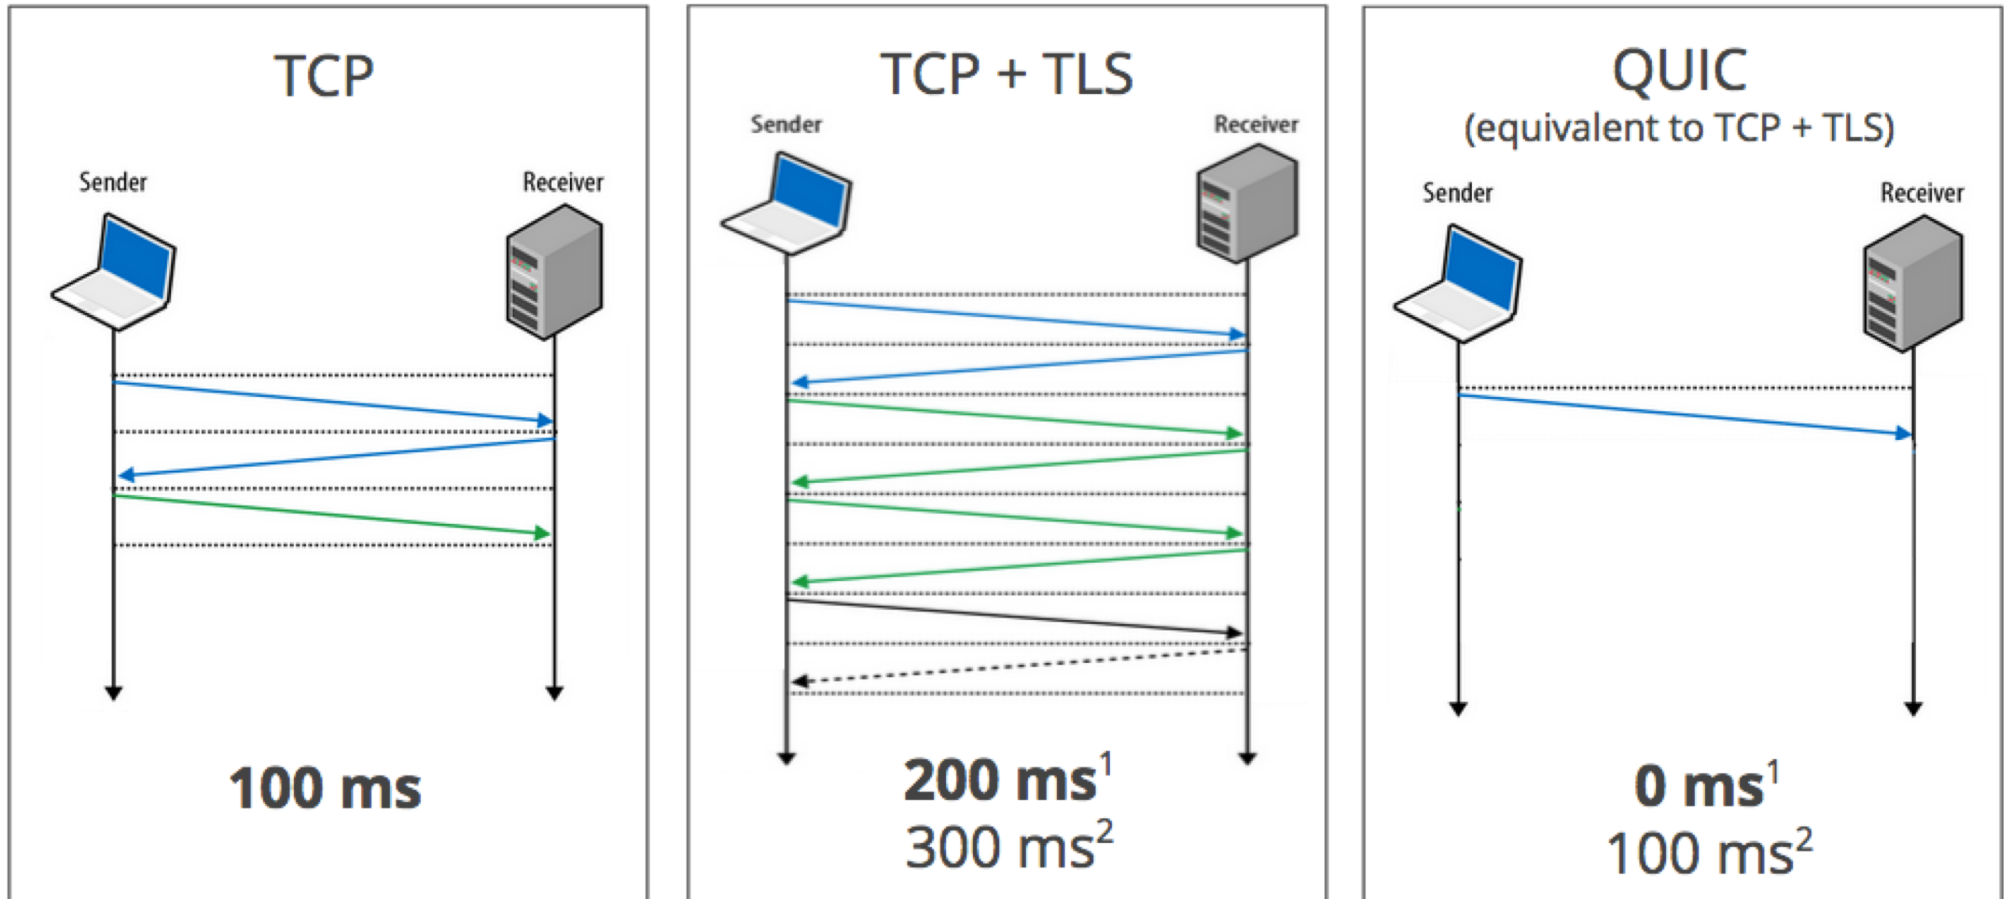 TCP
Sender
Receiver
100 ms
TCP + TLS
Sender
Receiver
200 ms¹
300 ms²
QUIC
(equivalent to TCP + TLS)
Sender
Receiver
0 ms¹
100 ms²